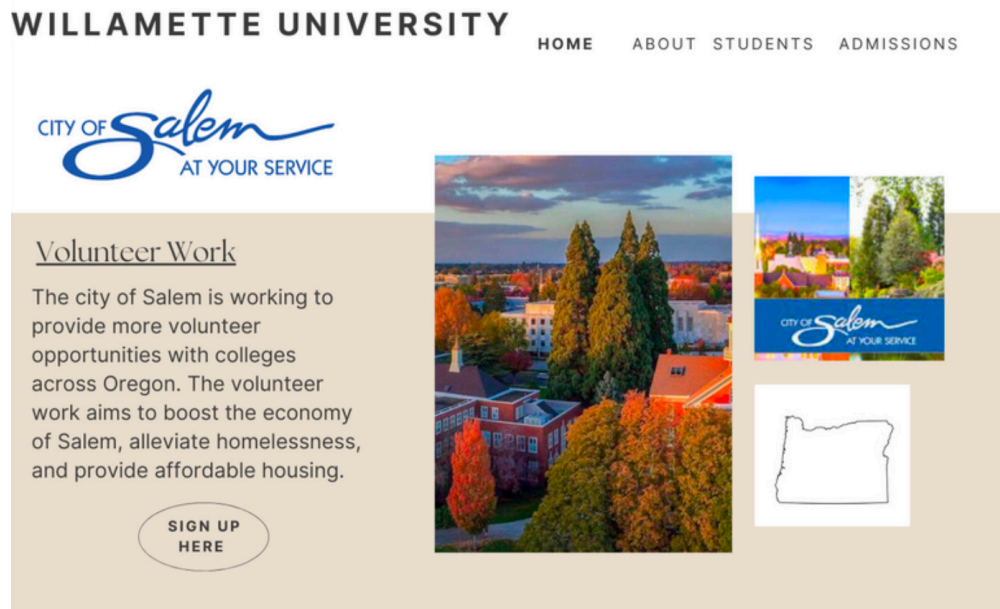 WILLAMETTE UNIVERSITY
HOME ABOUT STUDENTS ADMISSIONS
CITY OF Salem
AT YOUR SERVICE
Volunteer Work
The city of Salem is working to
provide more volunteer
opportunities with colleges
across Oregon. The volunteer
work aims to boost the economy
of Salem, alleviate homelessness,
and provide affordable housing.
SIGN UP
HERE
CITY OF Salem
AT YOUR SERVICE